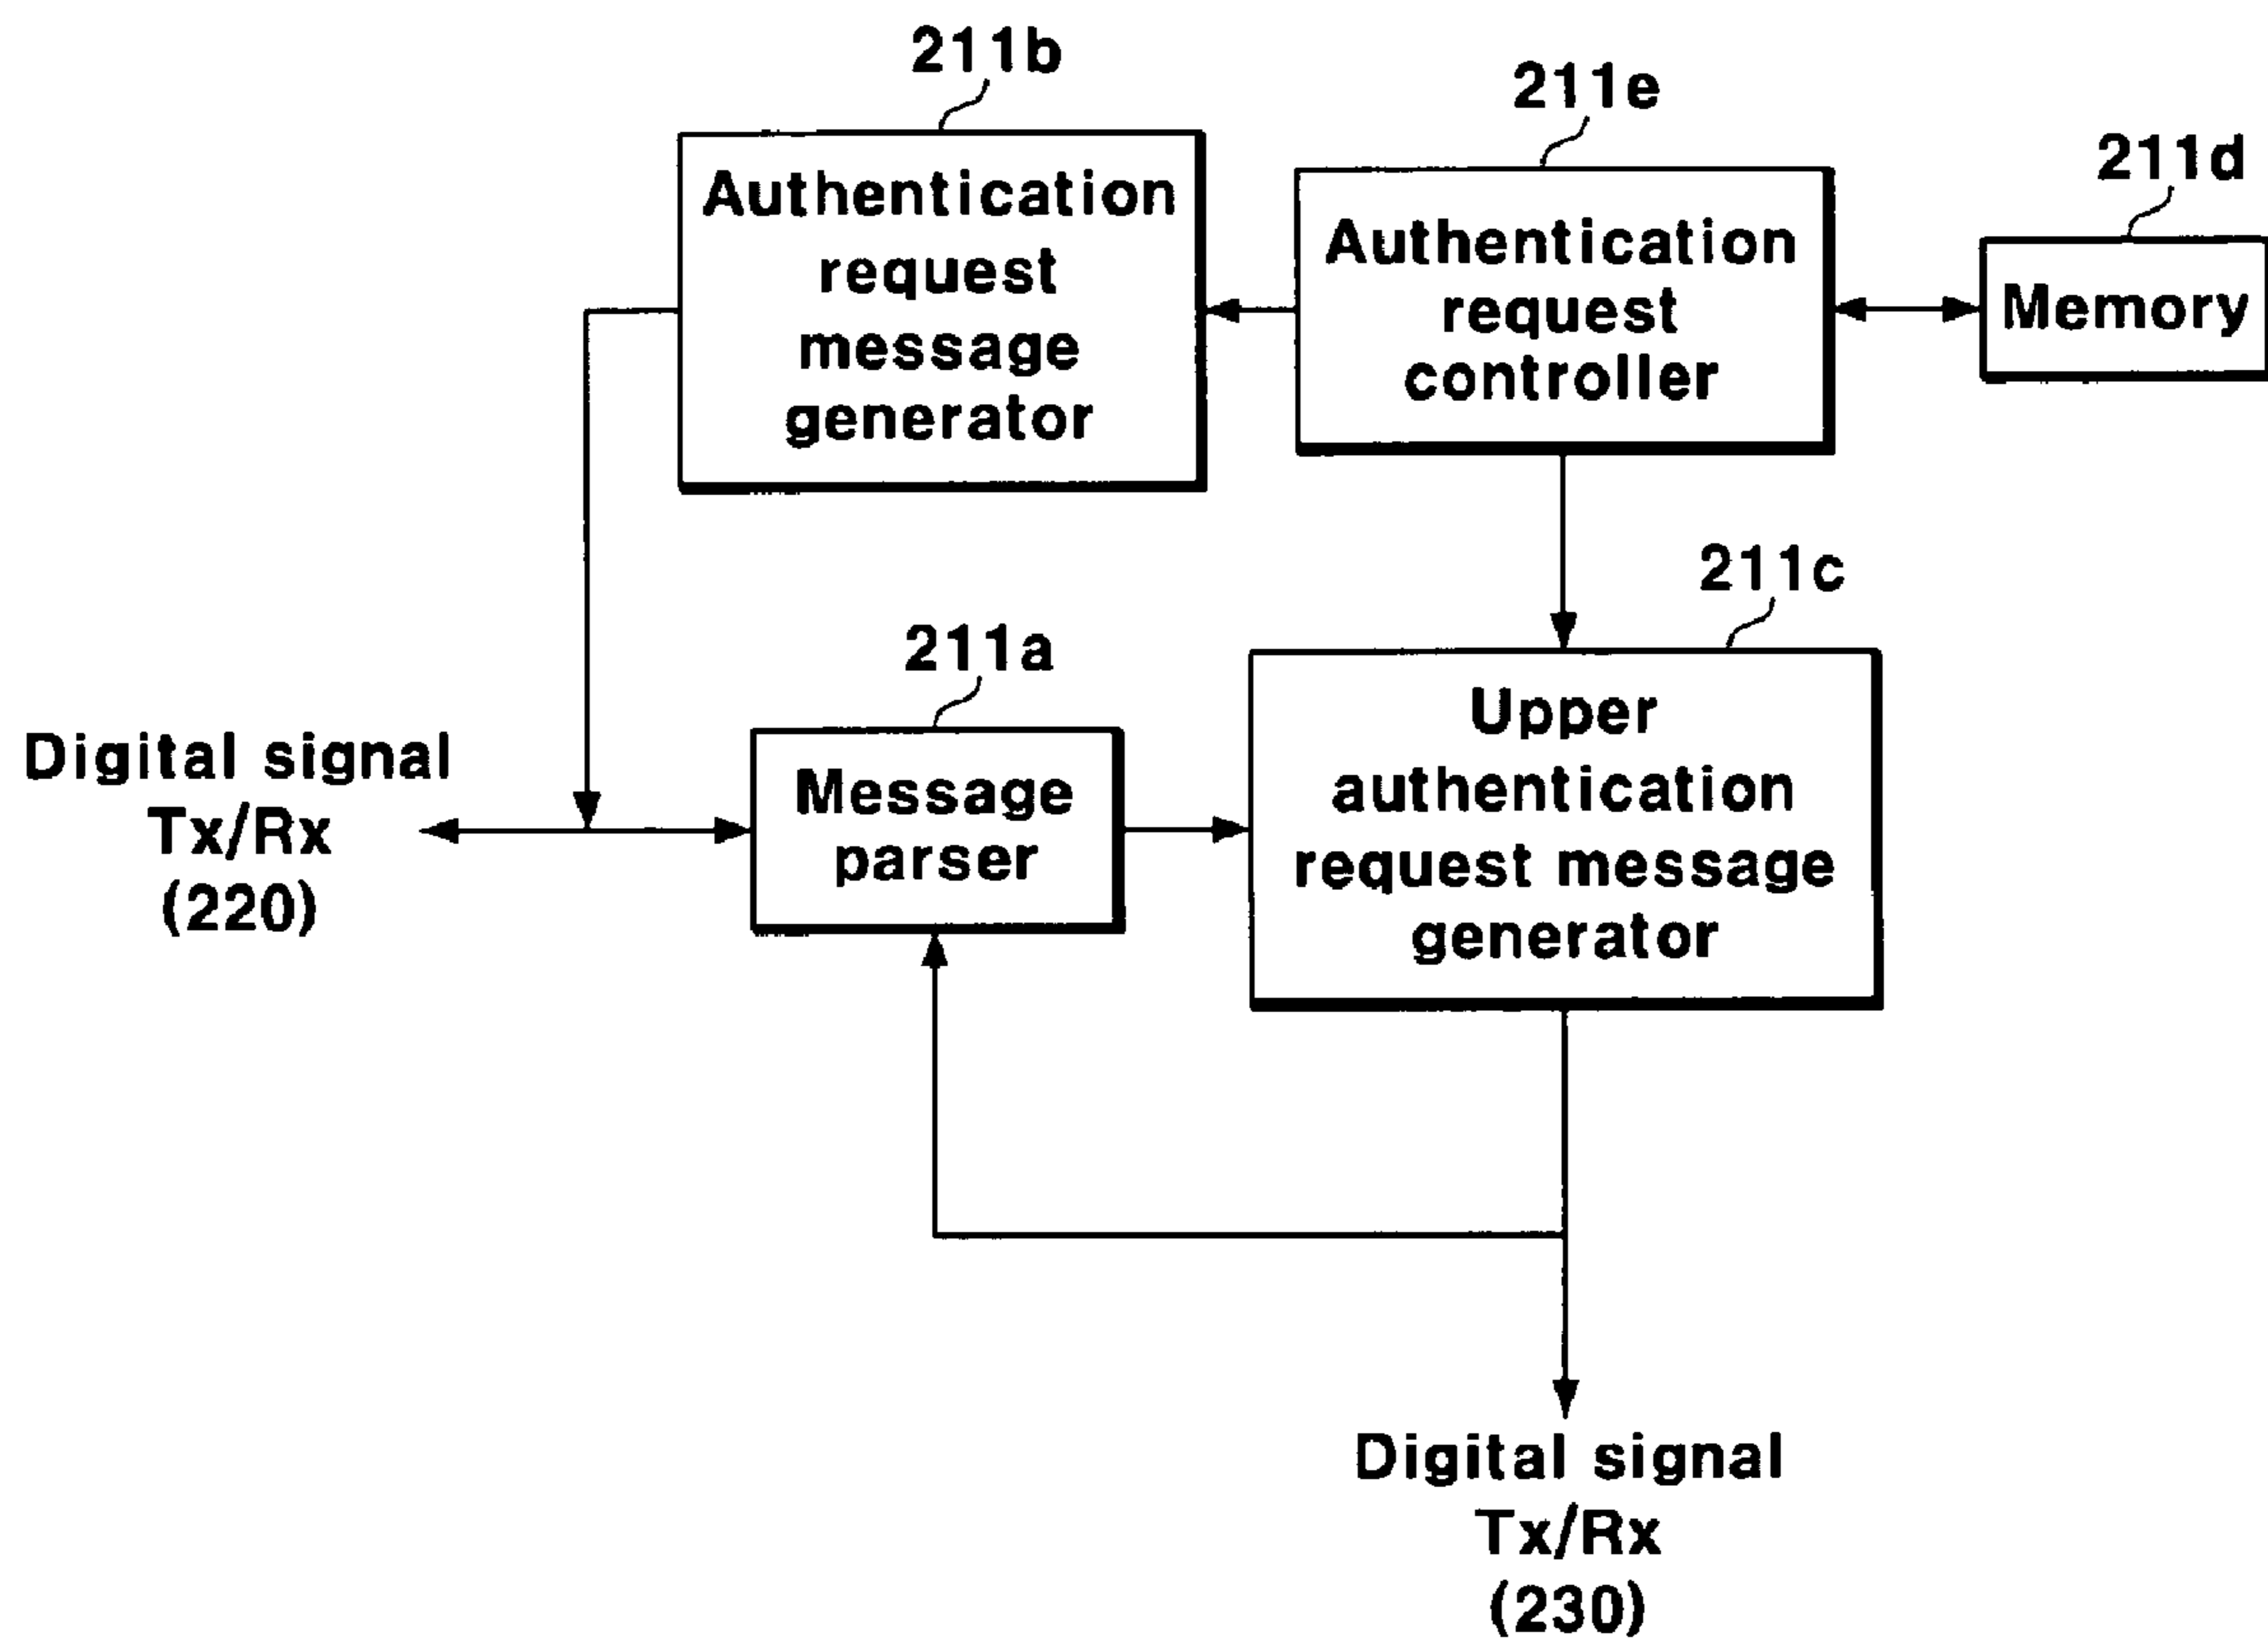 211b
Authentication
request
message
generator
211e
Authentication
request
controller
211d
Memory
211a
Message
parser
211c
Upper
authentication
request message
generator
Digital signal
Tx/Rx
(220)
Digital signal
Tx/Rx
(230)